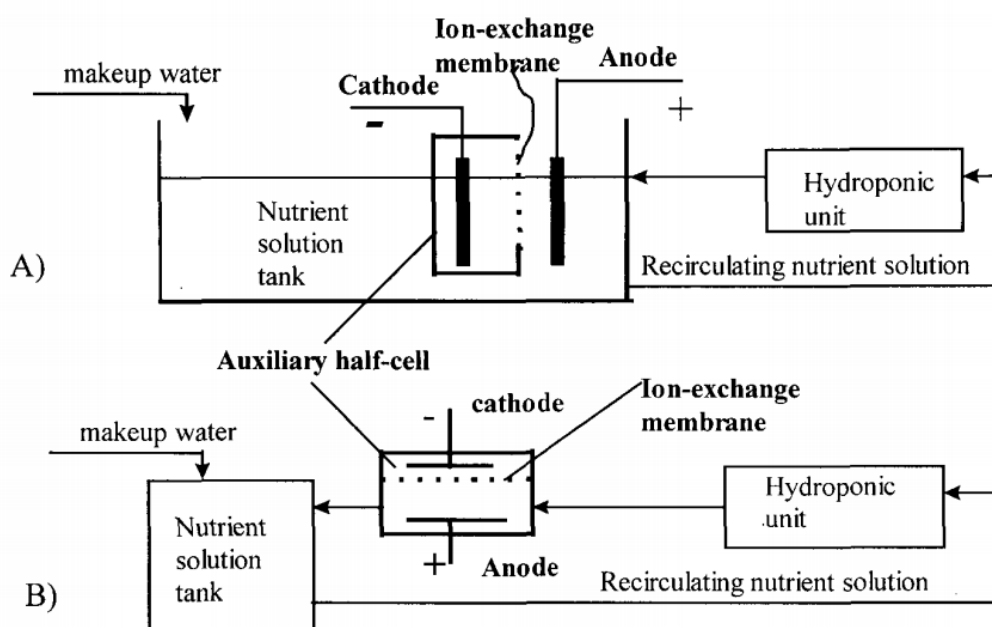 Ion-exchange
membrane
Anode
makeup water
Cathode
-
+
Hydroponic
unit
Nutrient
solution
tank
A)
Recirculating nutrient solution
Auxiliary half-cell
Ion-exchange
membrane
cathode
-
makeup water
Hydroponic
unit
Nutrient
solution
tank
+
Anode
Recirculating nutrient solution
B)